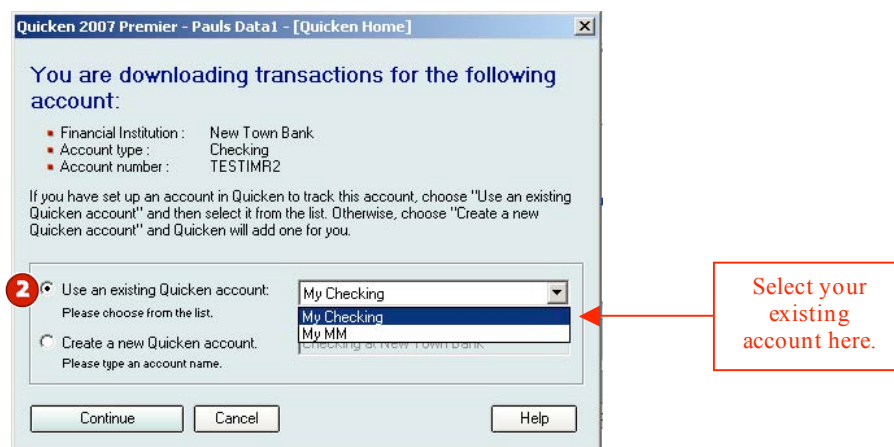 Quicken 2007 Premier - Pauls Data1 - [Quicken Home]
You are downloading transactions for the following
account:
Financial Institution : New Town Bank
Account type : Checking
Account number : TESTIMR2
If you have set up an account in Quicken to track this account, choose "Use an existing
Quicken account" and then select it from the list. Otherwise, choose "Create a new
Quicken account" and Quicken will add one for you.
2 Use an existing Quicken account: My Checking
Please choose from the list.
My Checking
My MM
Create a new Quicken account. Checking at New Town Bank
Please type an account name.
Continue Cancel Help
Select your
existing
account here.